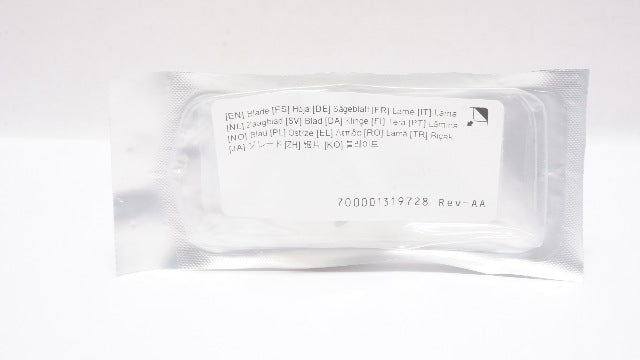 [EN] Blade [ES] Hoja [DE] Sägeblatt [FR] Lame [IT] Lama
[NL] Zaagblad [SV] Blad [DA] Klinge [FI] Terä [PT] Lâmina
[NO] Blad [PL] Ostrze [EL] [RO] Lamă [TR] Bıçak
[JA] ブレード [ZH] 锯片 [KO] 블레이드
700001319728 Rev-AA